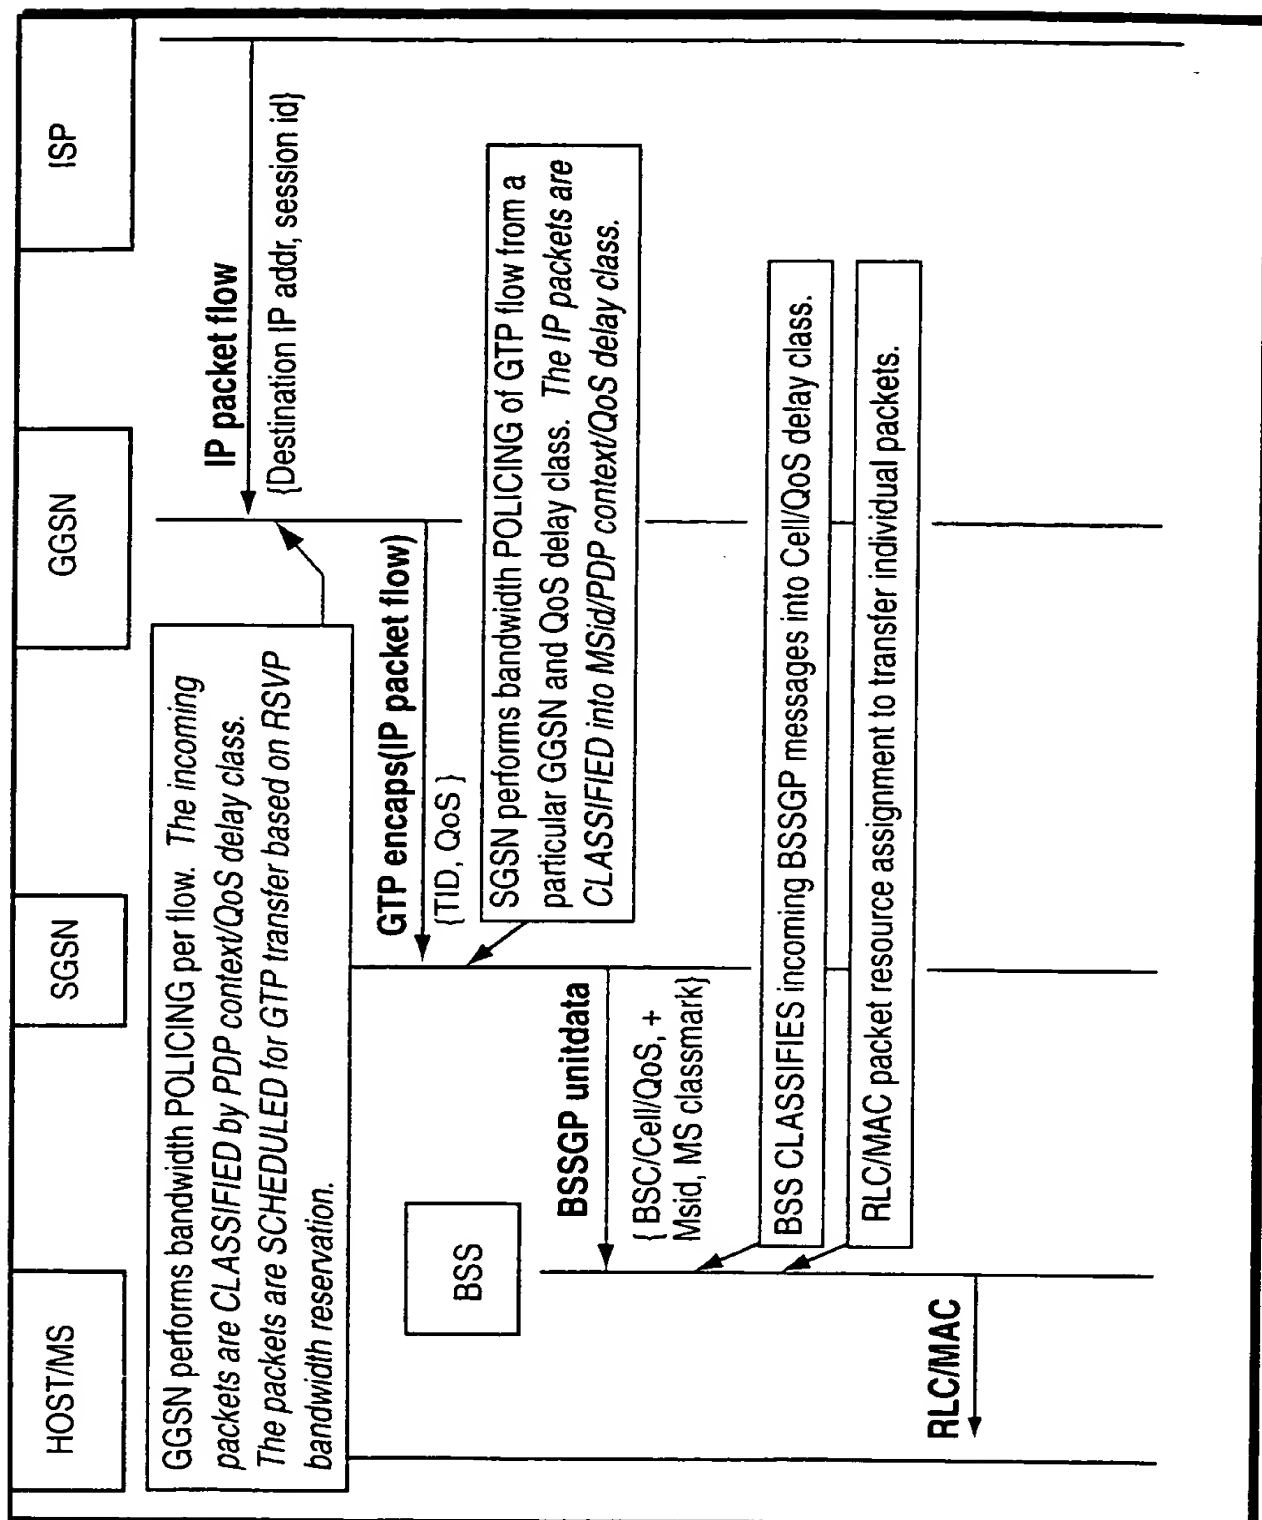 HOST/MS
SGSN
GGSN
ISP
GGSN performs bandwidth POLICING per flow. The incoming
packets are CLASSIFIED by PDP context/QoS delay class.
The packets are SCHEDULED for GTP transfer based on RSVP
bandwidth reservation.
IP packet flow
{Destination IP addr, session id}
GTP encaps(IP packet flow)
{TID, QoS }
BSS
SGSN performs bandwidth POLICING of GTP flow from a
particular GGSN and QoS delay class. The IP packets are
CLASSIFIED into MSid/PDP context/QoS delay class.
BSSGP unitdata
{ BSC/Cell/QoS, +
Msid, MS classmark}
BSS CLASSIFIES incoming BSSGP messages into Cell/QoS delay class.
RLC/MAC packet resource assignment to transfer individual packets.
RLC/MAC